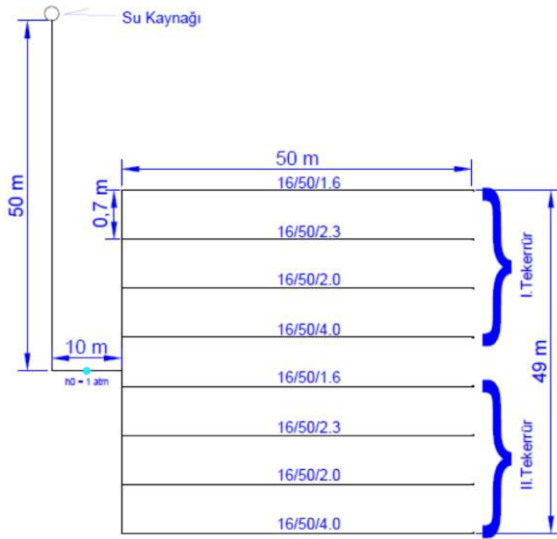 Su Kaynağı
50 m
50 m
16/50/1.6
0,7 m
16/50/2.3
16/50/2.0
16/50/4.0
I.Tekerrür
49 m
10 m
h0 = 1 atm
16/50/1.6
16/50/2.3
16/50/2.0
16/50/4.0
II.Tekerrür